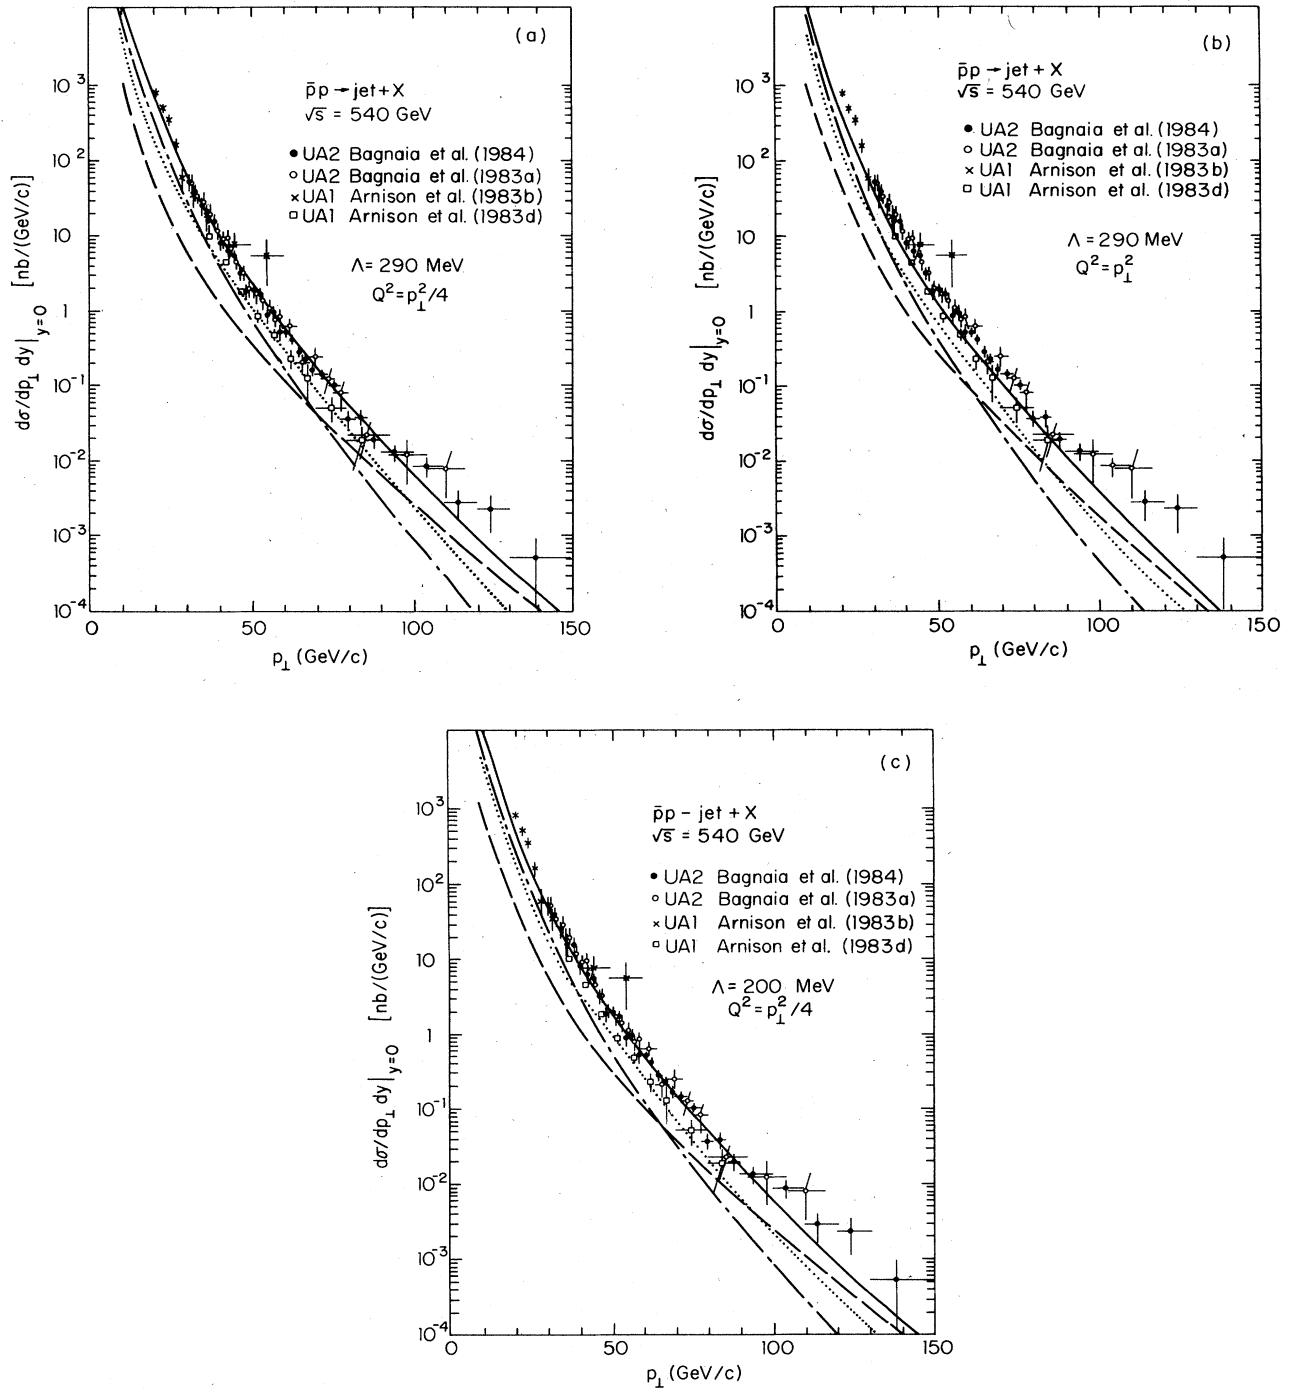 (a)
p̄p → jet + X
√s = 540 GeV
● UA2 Bagnaia et al. (1984)
○ UA2 Bagnaia et al. (1983a)
× UA1 Arnison et al. (1983b)
□ UA1 Arnison et al. (1983d)
Λ = 290 MeV
Q² = p⊥²/4
dσ/dp⊥ dy|y=0 [nb/(GeV/c)]
10³
10²
10
1
10⁻¹
10⁻²
10⁻³
10⁻⁴
0 50 100 150
p⊥ (GeV/c)
(b)
p̄p → jet + X
√s = 540 GeV
● UA2 Bagnaia et al. (1984)
○ UA2 Bagnaia et al. (1983a)
× UA1 Arnison et al. (1983b)
□ UA1 Arnison et al. (1983d)
Λ = 290 MeV
Q² = p⊥²
dσ/dp⊥ dy|y=0 [nb/(GeV/c)]
10³
10²
10
1
10⁻¹
10⁻²
10⁻³
10⁻⁴
0 50 100 150
p⊥ (GeV/c)
(c)
p̄p – jet + X
√s = 540 GeV
● UA2 Bagnaia et al. (1984)
○ UA2 Bagnaia et al. (1983a)
× UA1 Arnison et al. (1983b)
□ UA1 Arnison et al. (1983d)
Λ = 200 MeV
Q² = p⊥²/4
dσ/dp⊥ dy|y=0 [nb/(GeV/c)]
10³
10²
10
1
10⁻¹
10⁻²
10⁻³
10⁻⁴
0 50 100 150
p⊥ (GeV/c)